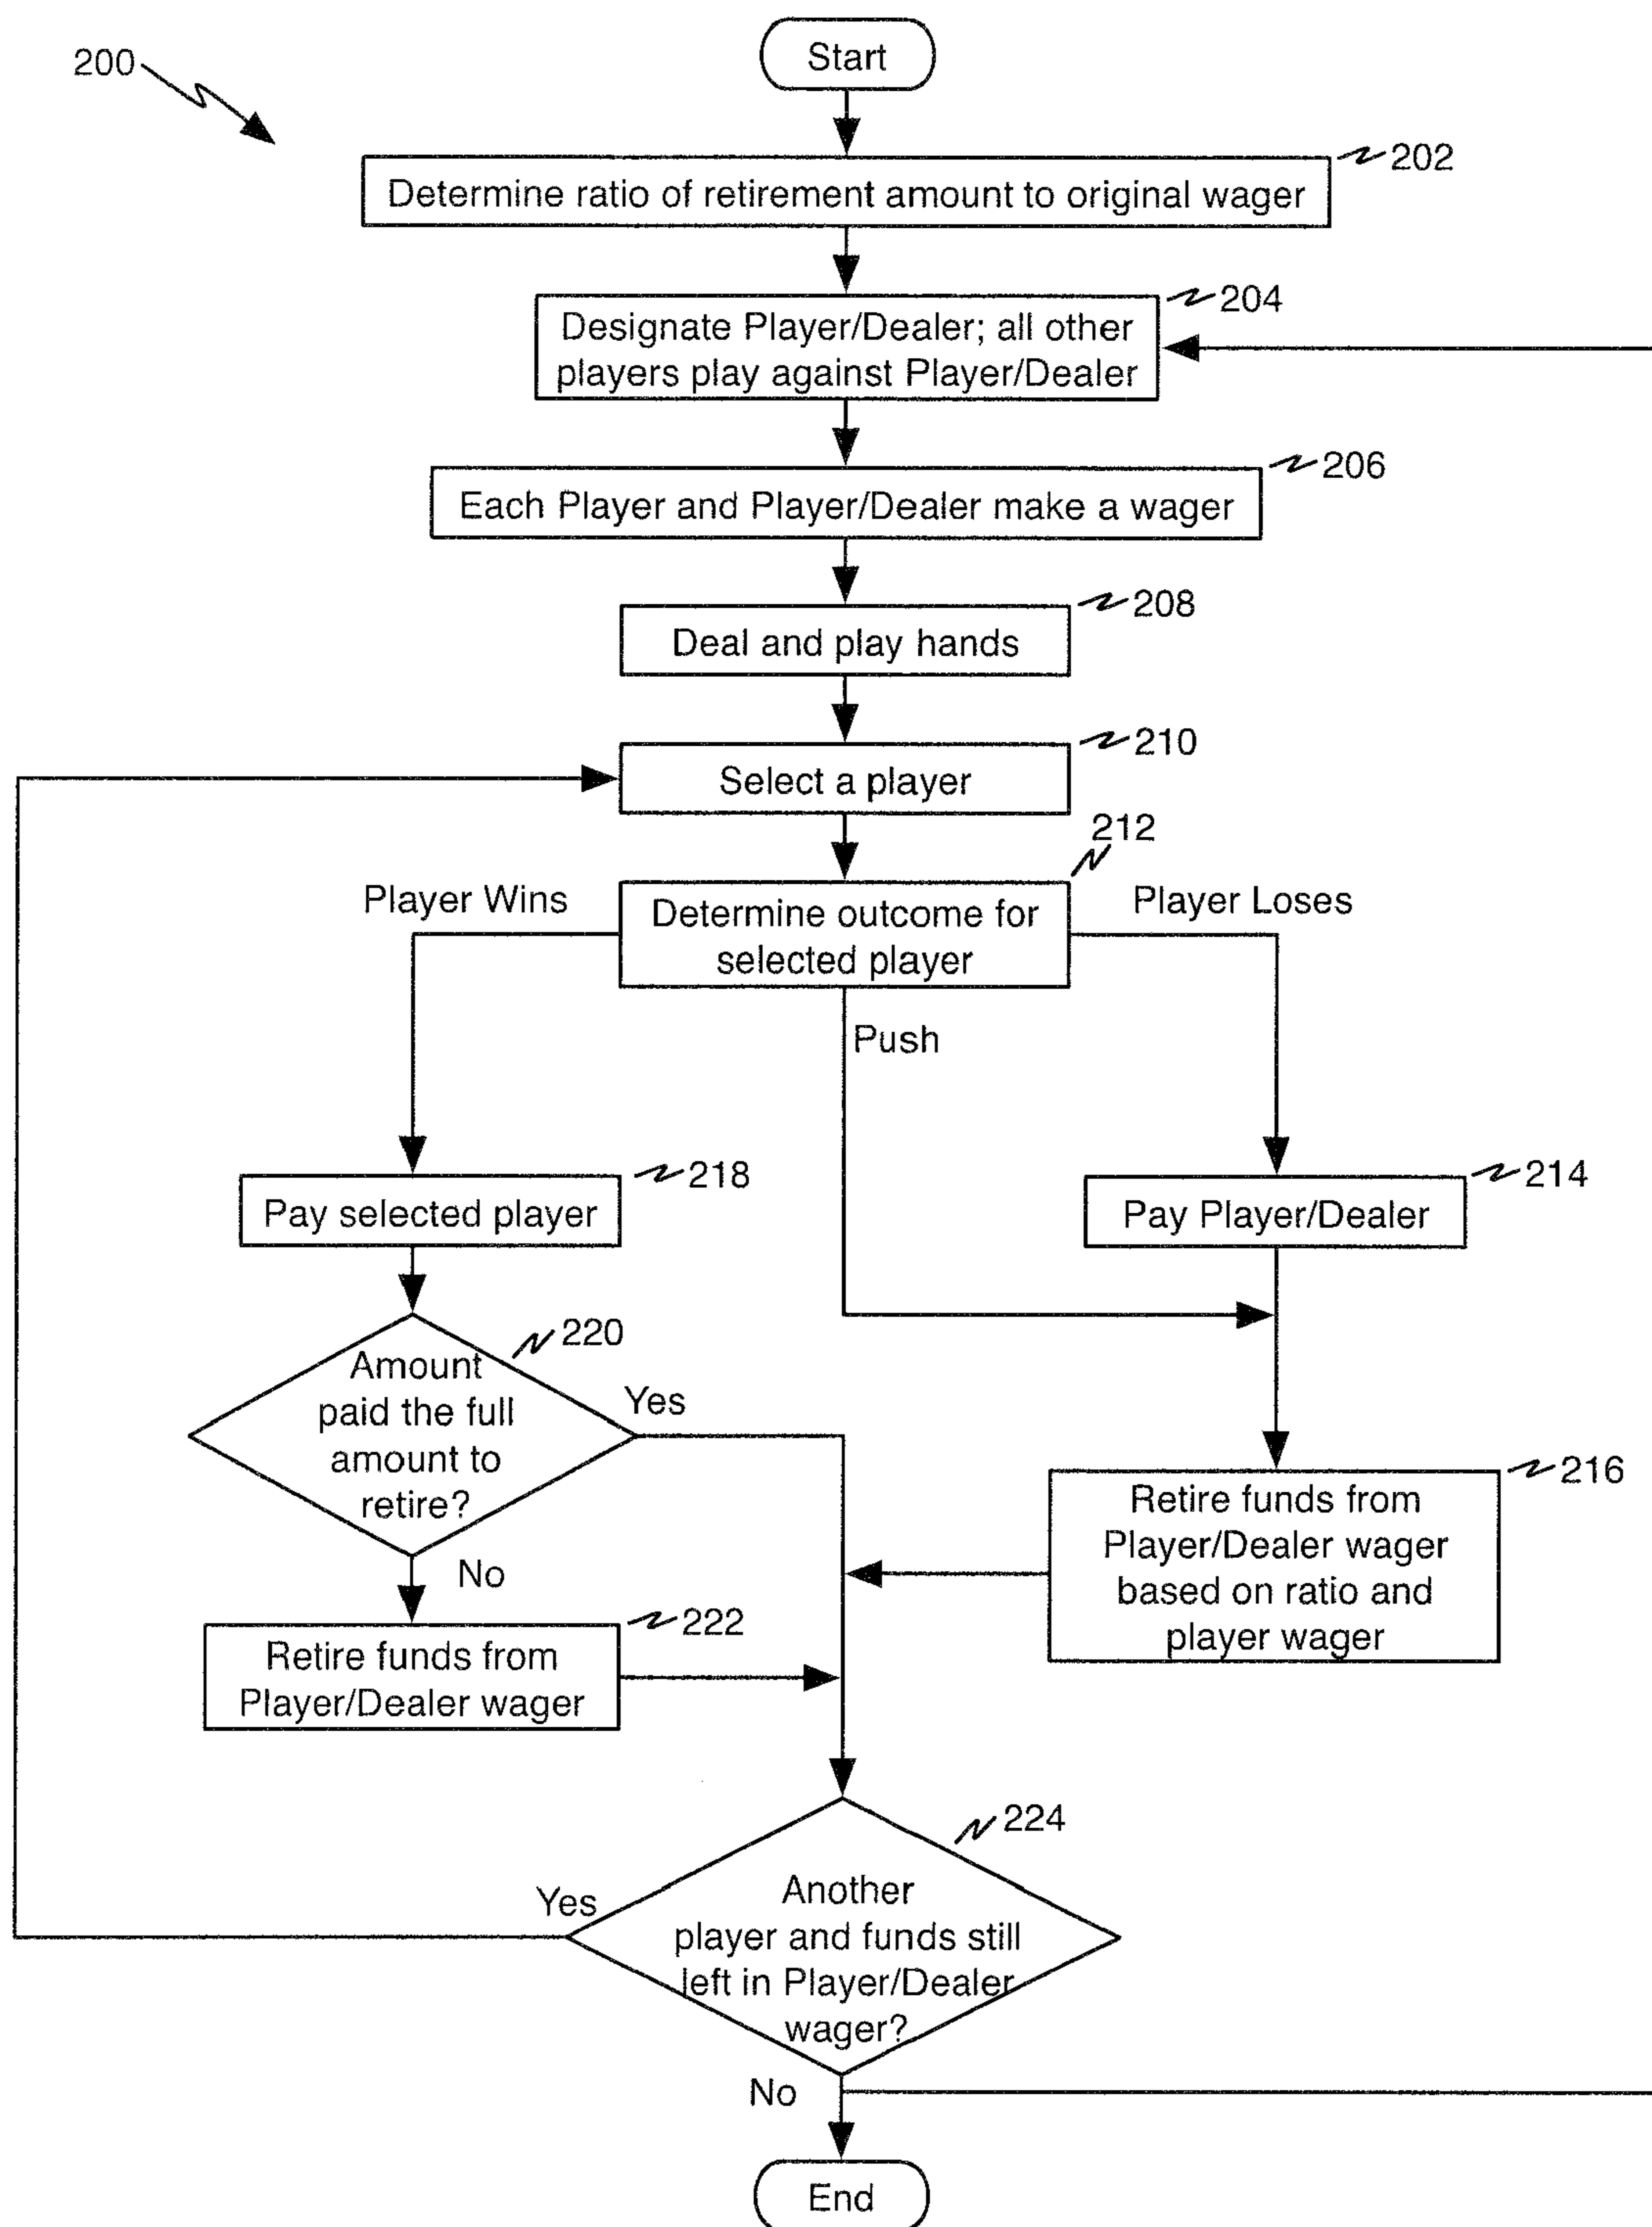 Start
200
202
Determine ratio of retirement amount to original wager
204
Designate Player/Dealer; all other
players play against Player/Dealer
206
Each Player and Player/Dealer make a wager
208
Deal and play hands
210
Select a player
212
Player Wins
Determine outcome for
selected player
Player Loses
Push
218
Pay selected player
214
Pay Player/Dealer
220
Amount
paid the full
amount to
retire?
Yes
No
216
Retire funds from
Player/Dealer wager
based on ratio and
player wager
222
Retire funds from
Player/Dealer wager
224
Yes
Another
player and funds still
left in Player/Dealer
wager?
No
End